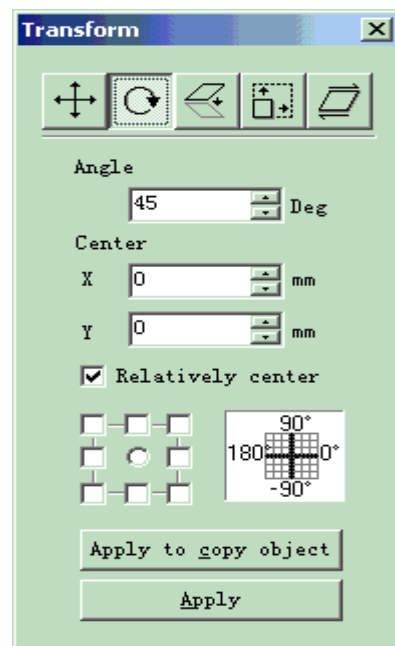 Transform
Angle
45 Deg
Center
X 0 mm
Y 0 mm
Relatively center
90°
180° 0°
-90°
Apply to copy object
Apply